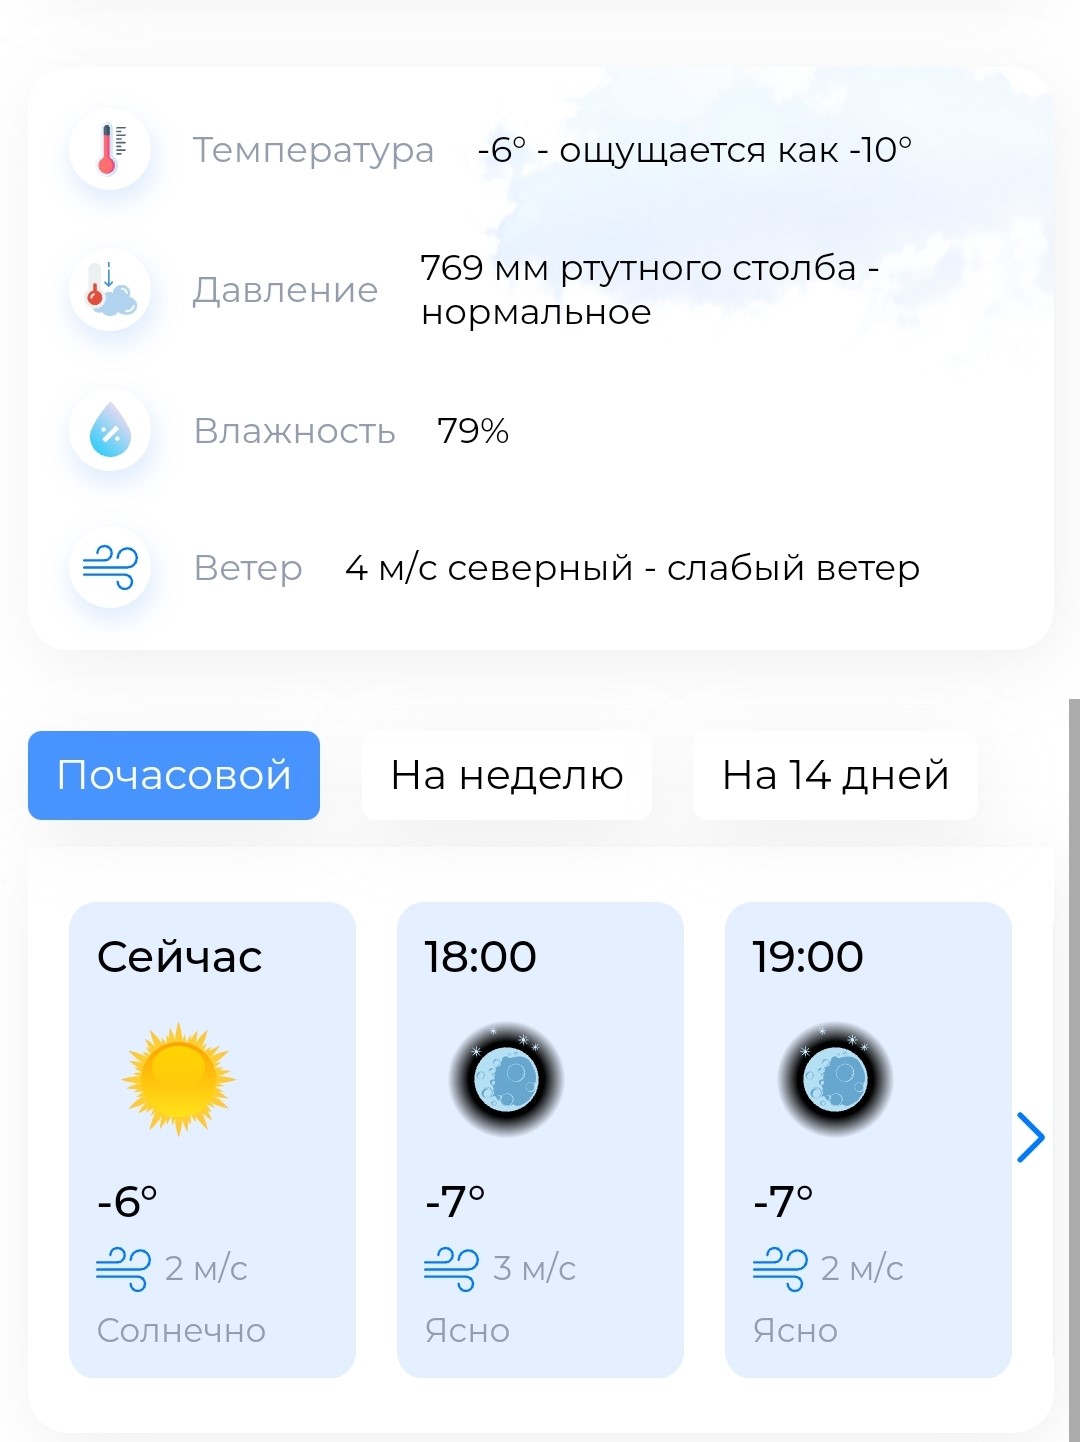 Температура -6° - ощущается как -10°
Давление 769 мм ртутного столба -
нормальное
Влажность 79%
Ветер 4 м/с северный - слабый ветер
Почасовой На неделю На 14 дней
Сейчас 18:00 19:00
-6° -7° -7°
2 м/с 3 м/с 2 м/с
Солнечно Ясно Ясно